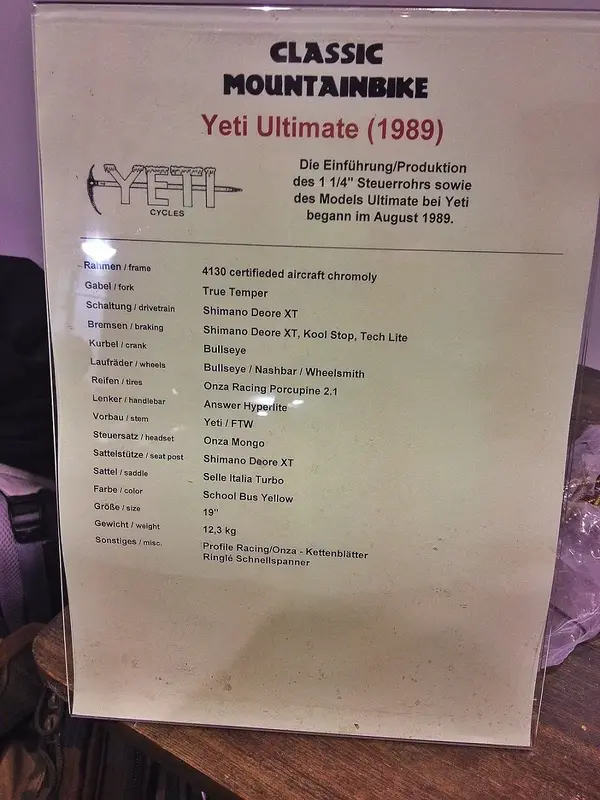 CLASSIC
MOUNTAINBIKE
Yeti Ultimate (1989)
YETI
CYCLES
Die Einführung/Produktion
des 1 1/4" Steuerrohrs sowie
des Models Ultimate bei Yeti
begann im August 1989.
Rahmen / frame 4130 certifieded aircraft chromoly
Gabel / fork True Temper
Schaltung / drivetrain Shimano Deore XT
Bremsen / braking Shimano Deore XT, Kool Stop, Tech Lite
Kurbel / crank Bullseye
Laufräder / wheels Bullseye / Nashbar / Wheelsmith
Reifen / tires Onza Racing Porcupine 2.1
Lenker / handlebar Answer Hyperlite
Vorbau / stem Yeti / FTW
Steuersatz / headset Onza Mongo
Sattelstütze / seat post Shimano Deore XT
Sattel / saddle Selle Italia Turbo
Farbe / color School Bus Yellow
Größe / size 19"
Gewicht / weight 12,3 kg
Sonstiges / misc. Profile Racing/Onza - Kettenblätter
Ringlé Schnellspanner